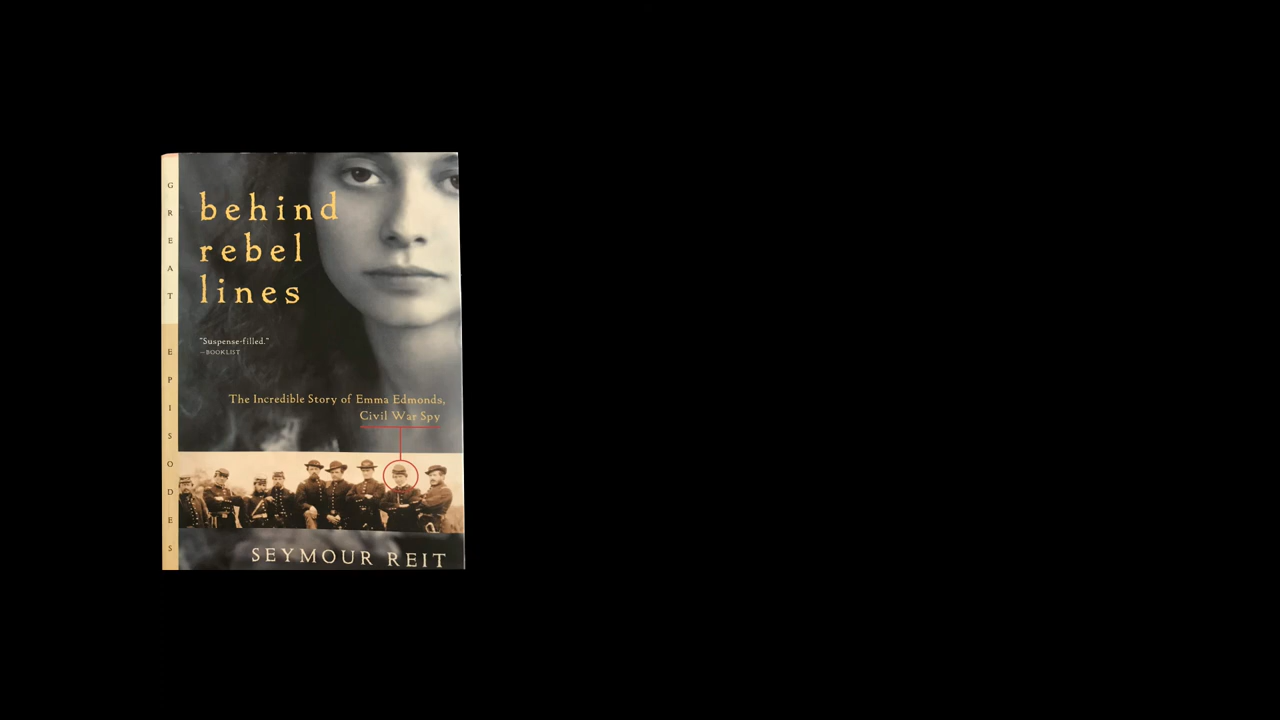 GREAT EPISODES
behind
rebel
lines
"Suspense-filled."
—BOOKLIST
The Incredible Story of Emma Edmonds,
Civil War Spy
SEYMOUR REIT